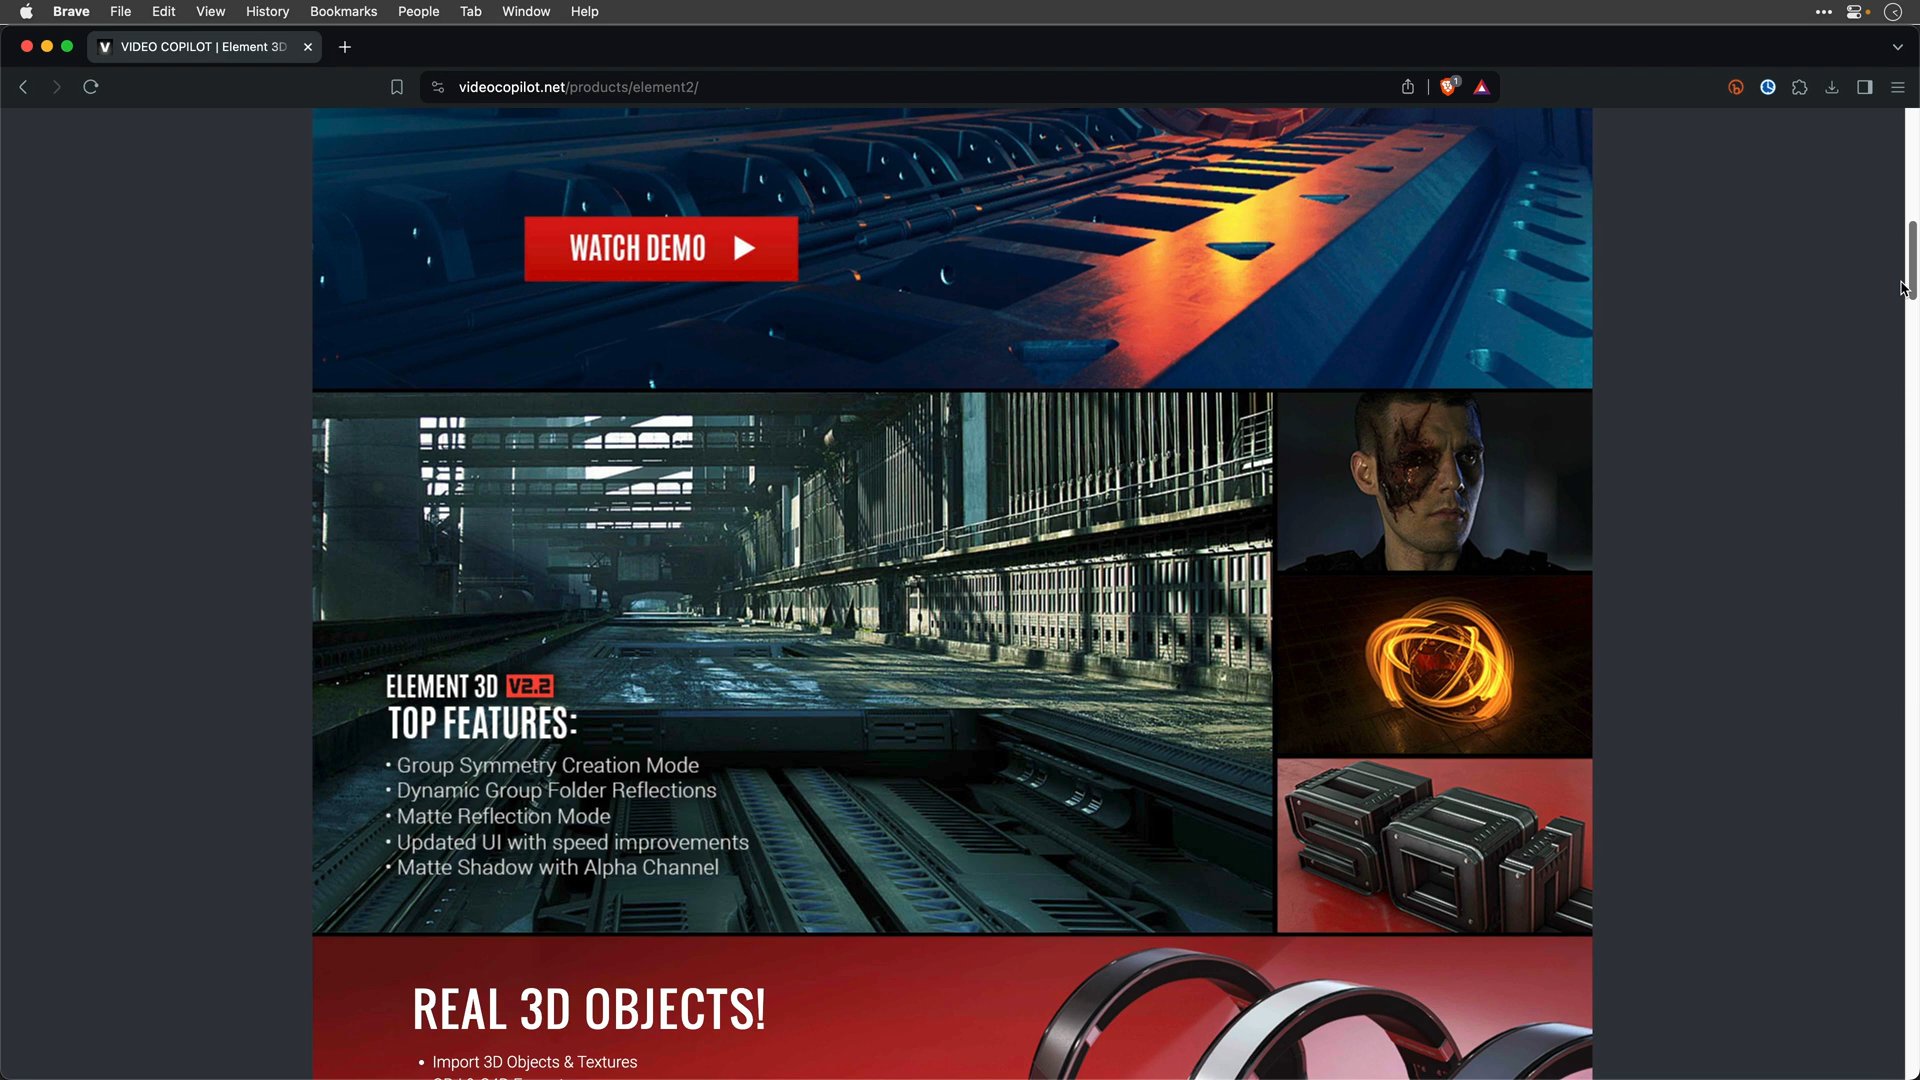 Brave File Edit View History Bookmarks People Tab Window Help
V VIDEO COPILOT | Element 3D
videocopilot.net/products/element2/
1
WATCH DEMO
ELEMENT 3D V2.2
TOP FEATURES:
• Group Symmetry Creation Mode
• Dynamic Group Folder Reflections
• Matte Reflection Mode
• Updated UI with speed improvements
• Matte Shadow with Alpha Channel
REAL 3D OBJECTS!
• Import 3D Objects & Textures